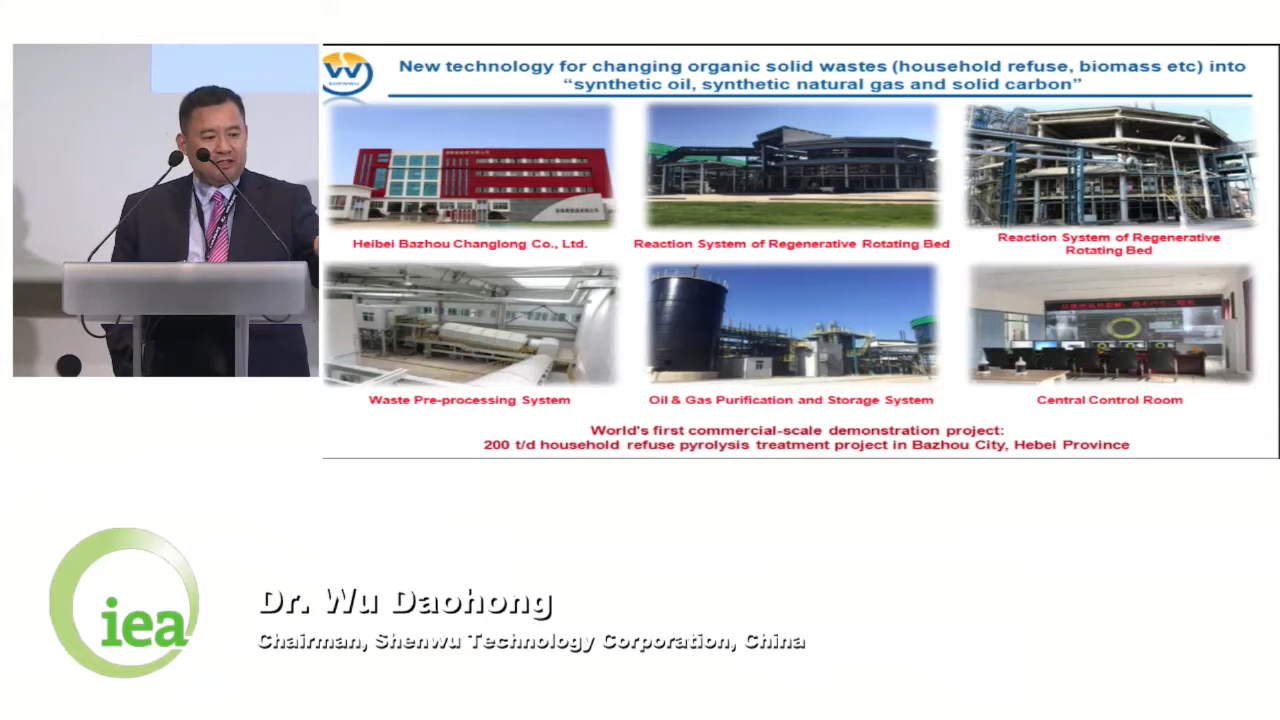 SHENWU
New technology for changing organic solid wastes (household refuse, biomass etc) into
“synthetic oil, synthetic natural gas and solid carbon”
Heibei Bazhou Changlong Co., Ltd.
Reaction System of Regenerative Rotating Bed
Reaction System of Regenerative
Rotating Bed
Waste Pre-processing System
Oil & Gas Purification and Storage System
Central Control Room
World's first commercial-scale demonstration project:
200 t/d household refuse pyrolysis treatment project in Bazhou City, Hebei Province
iea
Dr. Wu Daohong
Chairman, Shenwu Technology Corporation, China